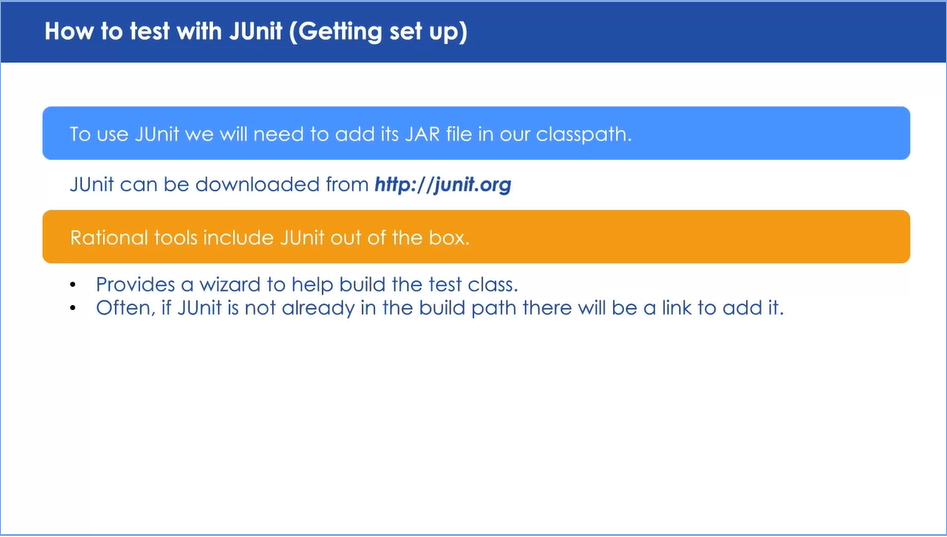 How to test with JUnit (Getting set up)
To use JUnit we will need to add its JAR file in our classpath.
JUnit can be downloaded from http://junit.org
Rational tools include JUnit out of the box.
• Provides a wizard to help build the test class.
• Often, if JUnit is not already in the build path there will be a link to add it.